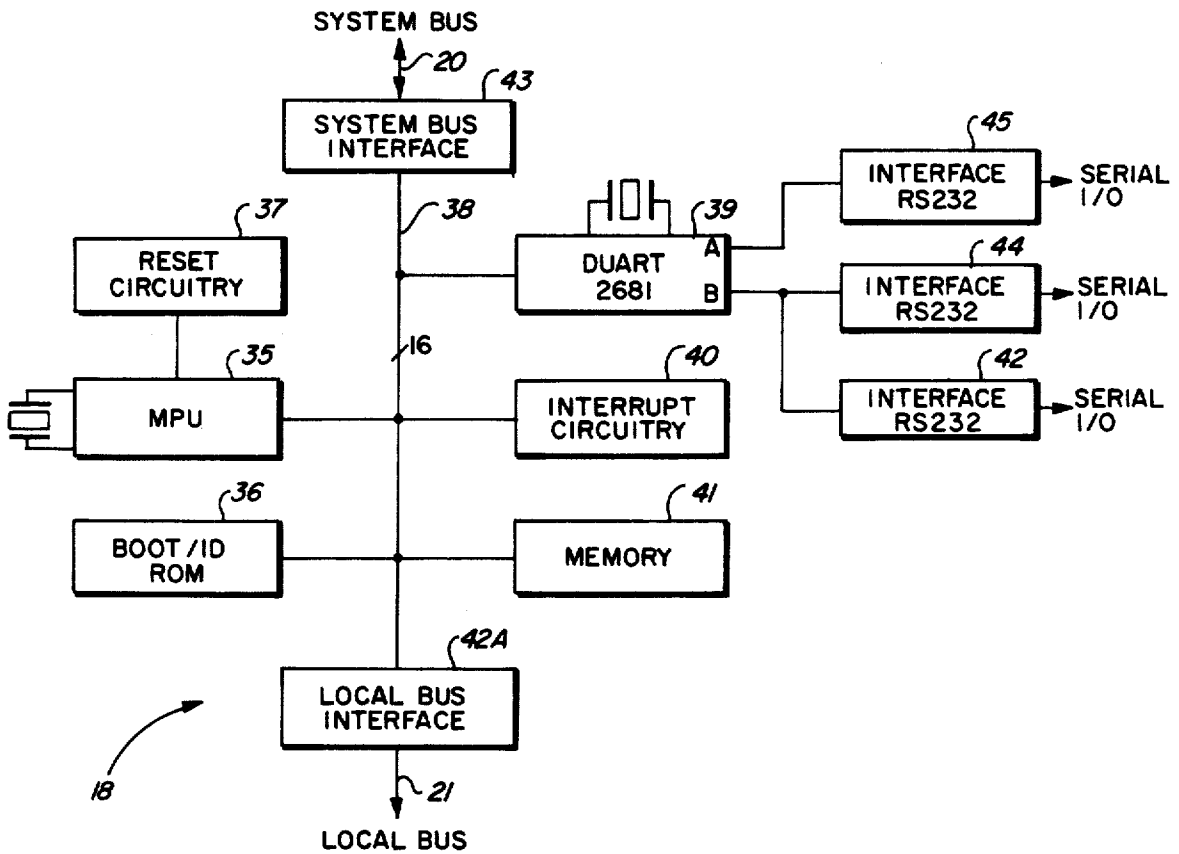 SYSTEM BUS
20
43
SYSTEM BUS
INTERFACE
45
INTERFACE
RS232
SERIAL
I/O
37
38
39
RESET
CIRCUITRY
DUART
2681
A
B
44
INTERFACE
RS232
SERIAL
I/O
16
35
MPU
40
INTERRUPT
CIRCUITRY
42
INTERFACE
RS232
SERIAL
I/O
36
BOOT/ID
ROM
41
MEMORY
42A
LOCAL BUS
INTERFACE
18
21
LOCAL BUS